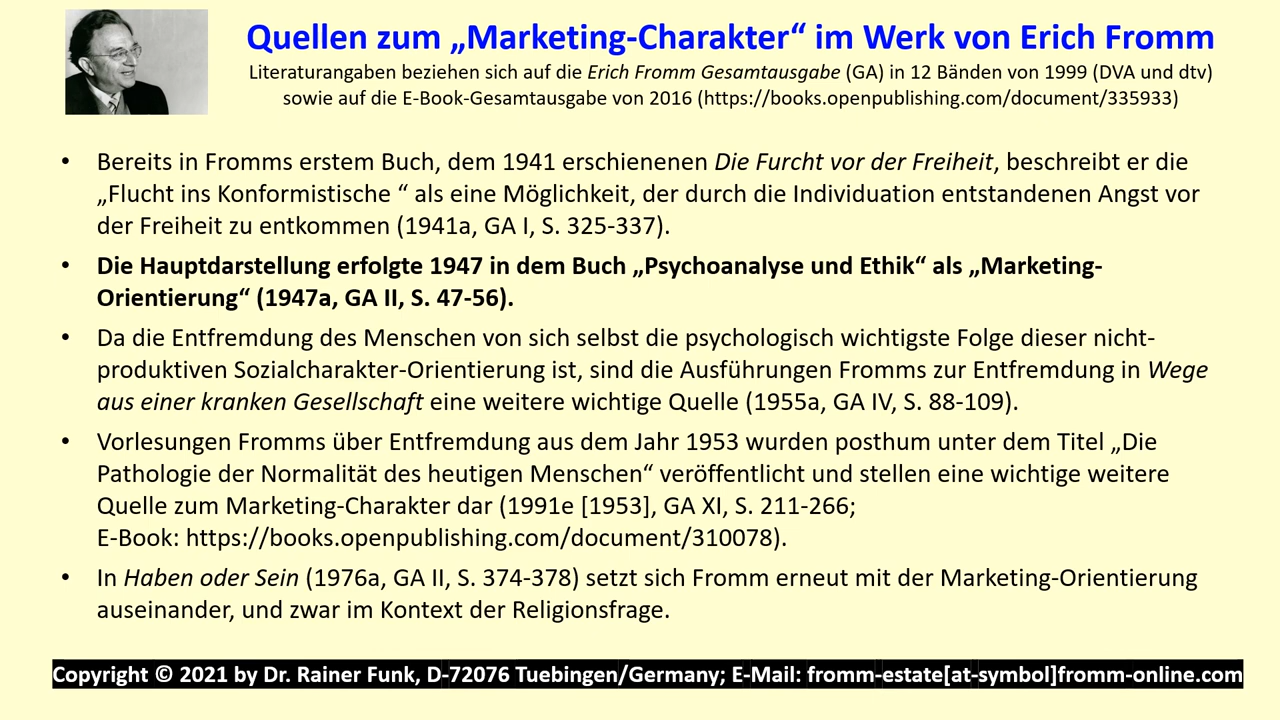 Quellen zum „Marketing-Charakter“ im Werk von Erich Fromm
Literaturangaben beziehen sich auf die Erich Fromm Gesamtausgabe (GA) in 12 Bänden von 1999 (DVA und dtv)
sowie auf die E-Book-Gesamtausgabe von 2016 (https://books.openpublishing.com/document/335933)
• Bereits in Fromms erstem Buch, dem 1941 erschienenen Die Furcht vor der Freiheit, beschreibt er die
„Flucht ins Konformistische “ als eine Möglichkeit, der durch die Individuation entstandenen Angst vor
der Freiheit zu entkommen (1941a, GA I, S. 325-337).
• Die Hauptdarstellung erfolgte 1947 in dem Buch „Psychoanalyse und Ethik“ als „Marketing-
Orientierung“ (1947a, GA II, S. 47-56).
• Da die Entfremdung des Menschen von sich selbst die psychologisch wichtigste Folge dieser nicht-
produktiven Sozialcharakter-Orientierung ist, sind die Ausführungen Fromms zur Entfremdung in Wege
aus einer kranken Gesellschaft eine weitere wichtige Quelle (1955a, GA IV, S. 88-109).
• Vorlesungen Fromms über Entfremdung aus dem Jahr 1953 wurden posthum unter dem Titel „Die
Pathologie der Normalität des heutigen Menschen“ veröffentlicht und stellen eine wichtige weitere
Quelle zum Marketing-Charakter dar (1991e [1953], GA XI, S. 211-266;
E-Book: https://books.openpublishing.com/document/310078).
• In Haben oder Sein (1976a, GA II, S. 374-378) setzt sich Fromm erneut mit der Marketing-Orientierung
auseinander, und zwar im Kontext der Religionsfrage.
Copyright © 2021 by Dr. Rainer Funk, D-72076 Tuebingen/Germany; E-Mail: fromm-estate[at-symbol]fromm-online.com